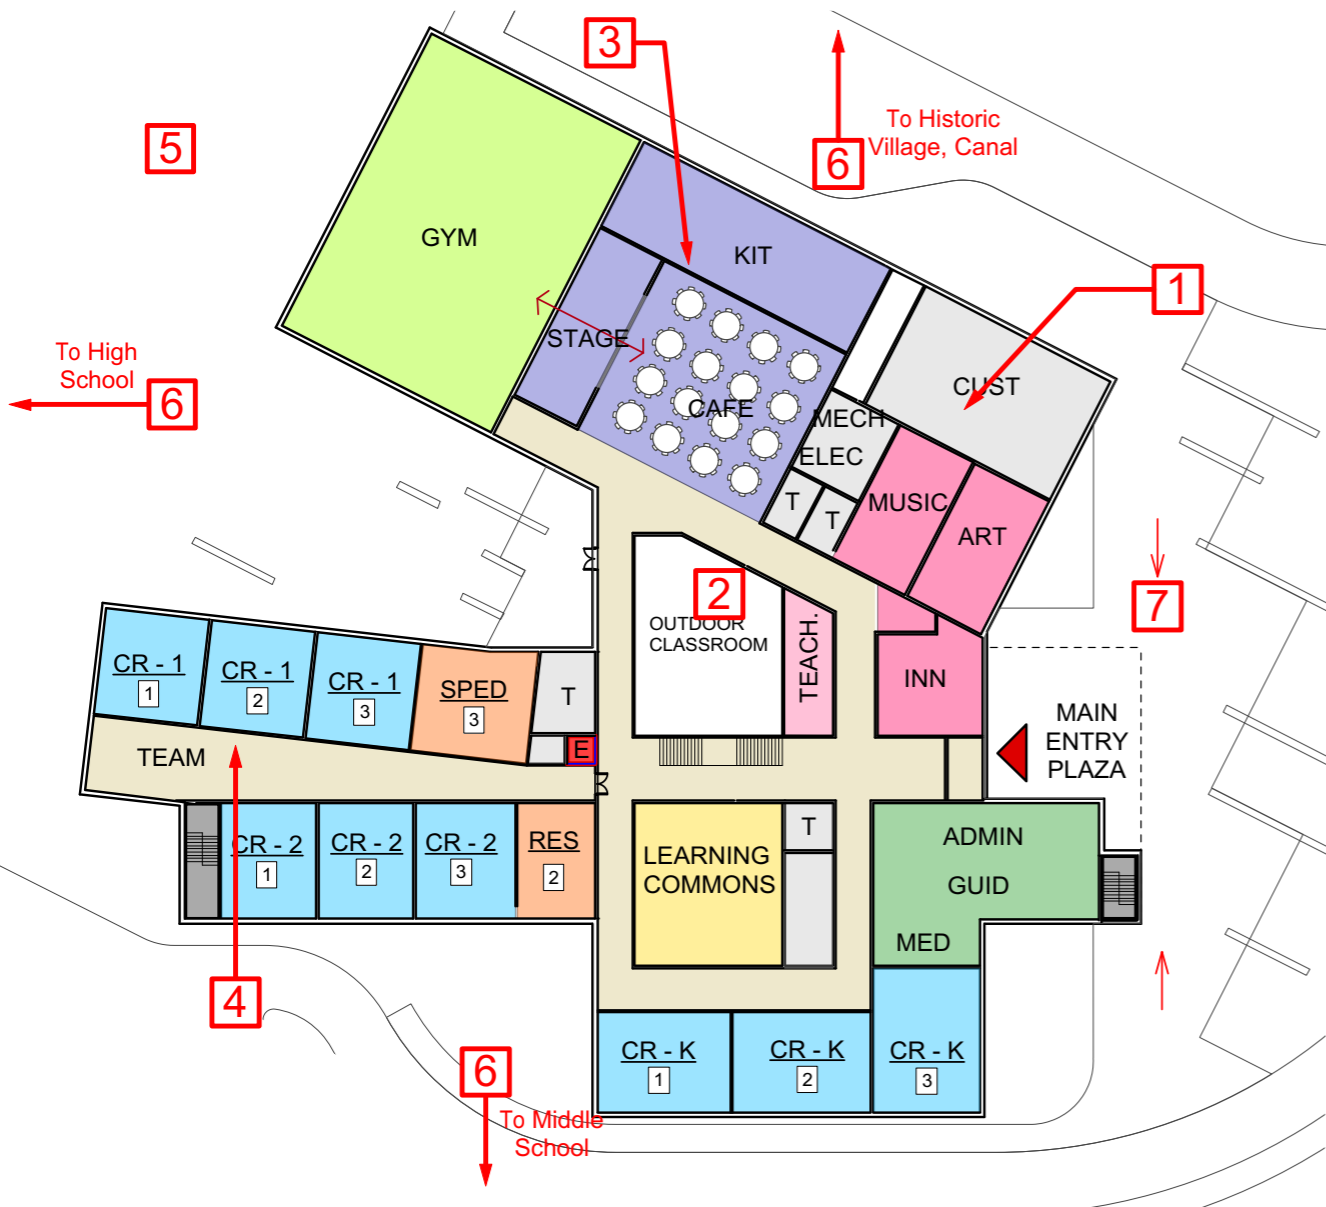 3
5
To Historic
Village, Canal
6
GYM
KIT
1
To High
School
6
STAGE
CAFE
CUST
MECH
ELEC
T
T
MUSIC
ART
2
OUTDOOR
CLASSROOM
TEACH.
7
CR - 1
1
CR - 1
2
CR - 1
3
SPED
3
T
E
INN
MAIN
ENTRY
PLAZA
TEAM
CR - 2
1
CR - 2
2
CR - 2
3
RES
2
LEARNING
COMMONS
T
ADMIN
GUID
MED
4
6
To Middle
School
CR - K
1
CR - K
2
CR - K
3